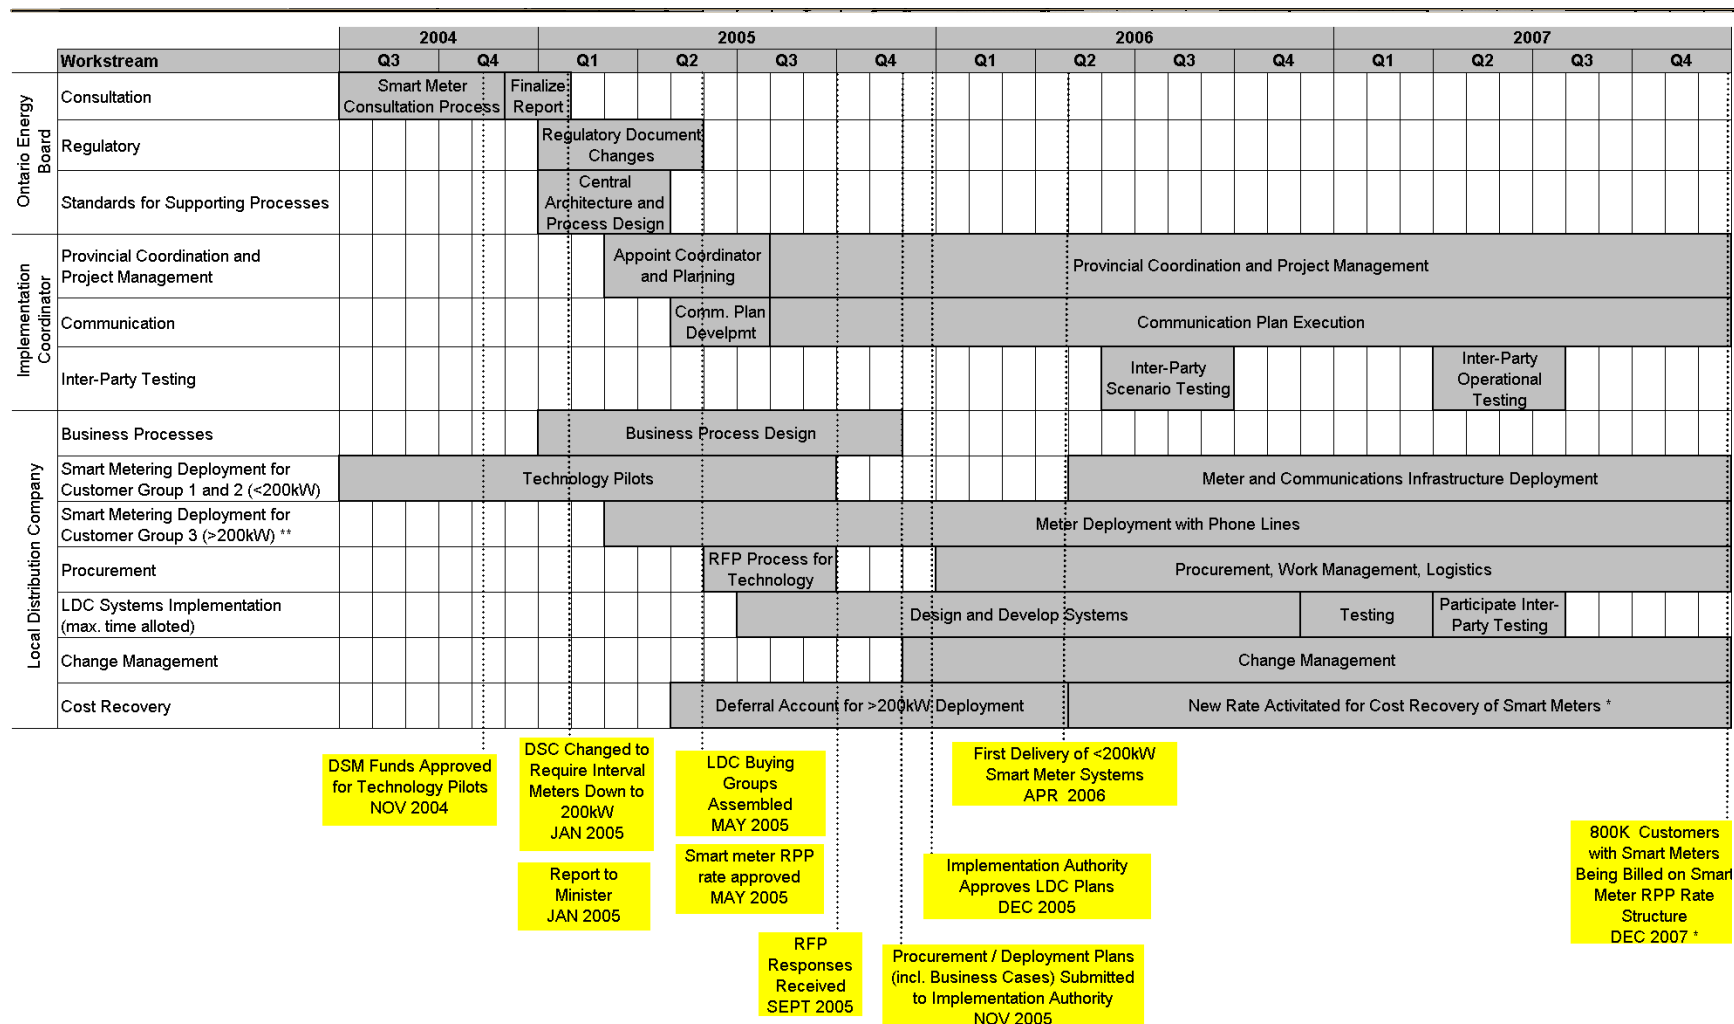 2004
2005
2006
2007
Workstream
Q3
Q4
Q1
Q2
Q3
Q4
Q1
Q2
Q3
Q4
Q1
Q2
Q3
Q4
Ontario Energy
Board
Consultation
Smart Meter
Consultation Process
Finalize
Report
Regulatory
Regulatory Document
Changes
Standards for Supporting Processes
Central
Architecture and
Process Design
Implementation
Coordinator
Provincial Coordination and
Project Management
Appoint Coordinator
and Planning
Provincial Coordination and Project Management
Communication
Comm. Plan
Develpmt
Communication Plan Execution
Inter-Party Testing
Inter-Party
Scenario Testing
Inter-Party
Operational
Testing
Local Distribution Company
Business Processes
Business Process Design
Smart Metering Deployment for
Customer Group 1 and 2 (<200kW)
Technology Pilots
Meter and Communications Infrastructure Deployment
Smart Metering Deployment for
Customer Group 3 (>200kW) **
Meter Deployment with Phone Lines
Procurement
RFP Process for
Technology
Procurement, Work Management, Logistics
LDC Systems Implementation
(max. time alloted)
Design and Develop Systems
Testing
Participate Inter-
Party Testing
Change Management
Change Management
Cost Recovery
Deferral Account for >200kW Deployment
New Rate Activitated for Cost Recovery of Smart Meters *
DSM Funds Approved
for Technology Pilots
NOV 2004
DSC Changed to
Require Interval
Meters Down to
200kW
JAN 2005
Report to
Minister
JAN 2005
LDC Buying
Groups
Assembled
MAY 2005
Smart meter RPP
rate approved
MAY 2005
RFP
Responses
Received
SEPT 2005
First Delivery of <200kW
Smart Meter Systems
APR 2006
Implementation Authority
Approves LDC Plans
DEC 2005
Procurement / Deployment Plans
(incl. Business Cases) Submitted
to Implementation Authority
NOV 2005
800K Customers
with Smart Meters
Being Billed on Smart
Meter RPP Rate
Structure
DEC 2007 *